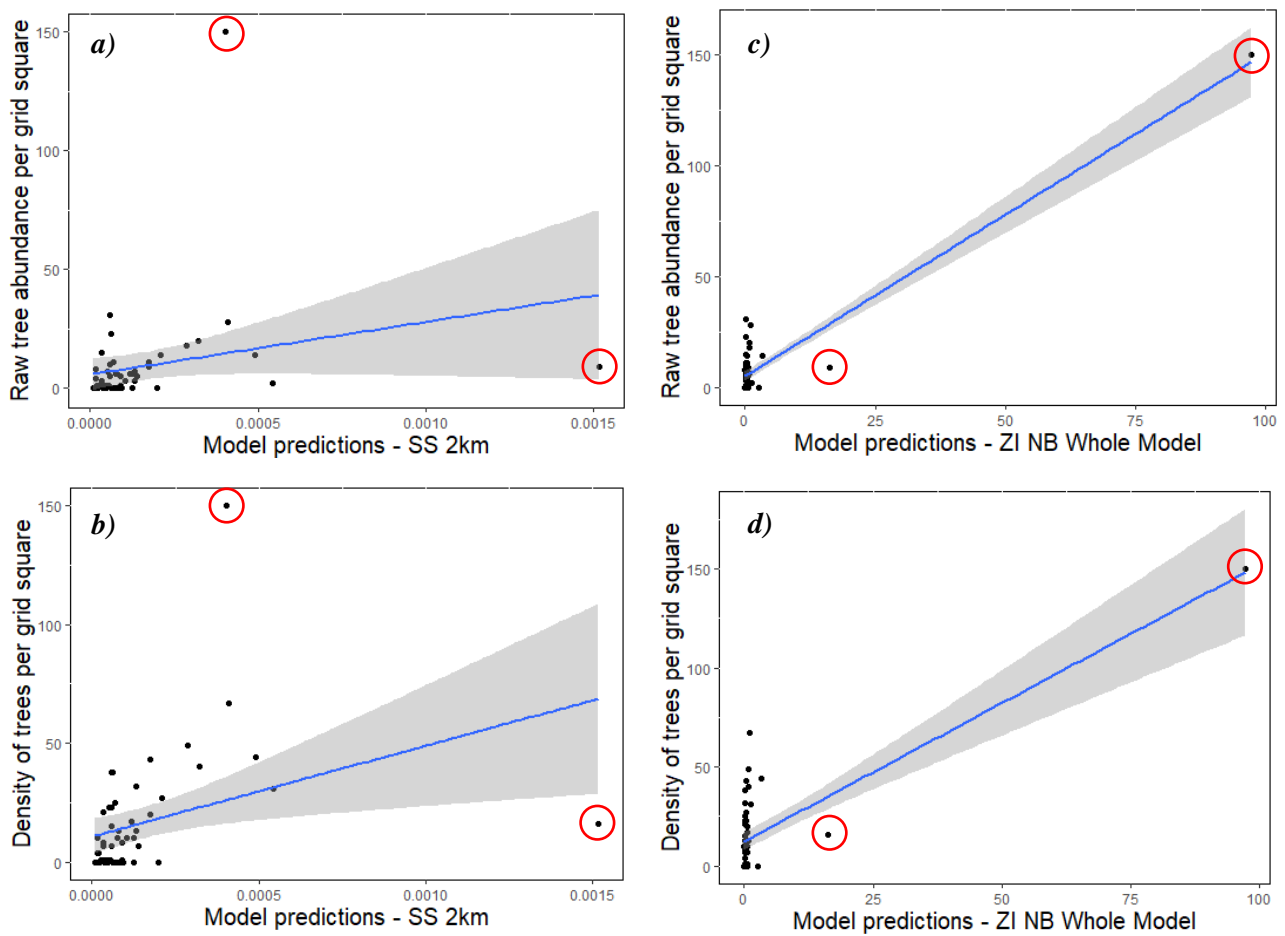 a)
Raw tree abundance per grid square
150
100
50
0
0.0000 0.0005 0.0010 0.0015
Model predictions - SS 2km
c)
Raw tree abundance per grid square
150
100
50
0
0 25 50 75 100
Model predictions - ZI NB Whole Model
b)
Density of trees per grid square
150
100
50
0
0.0000 0.0005 0.0010 0.0015
Model predictions - SS 2km
d)
Density of trees per grid square
150
100
50
0
0 25 50 75 100
Model predictions - ZI NB Whole Model